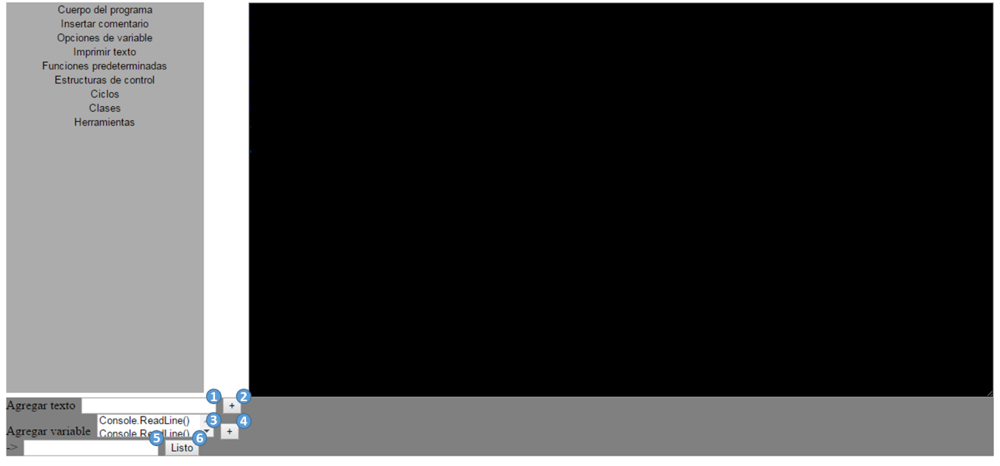 Cuerpo del programa
Insertar comentario
Opciones de variable
Imprimir texto
Funciones predeterminadas
Estructuras de control
Ciclos
Clases
Herramientas
Agregar texto 1 + 2
Console.ReadLine() 3 4
Agregar variable Console.ReadLine() +
-> 5 Listo 6